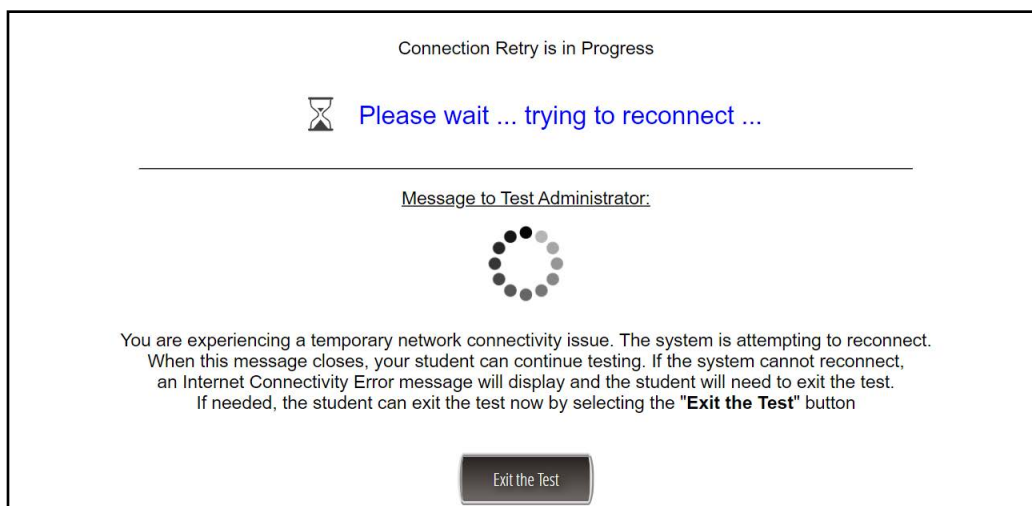 Connection Retry is in Progress
Please wait ... trying to reconnect ...
Message to Test Administrator:
You are experiencing a temporary network connectivity issue. The system is attempting to reconnect.
When this message closes, your student can continue testing. If the system cannot reconnect,
an Internet Connectivity Error message will display and the student will need to exit the test.
If needed, the student can exit the test now by selecting the "Exit the Test" button
Exit the Test